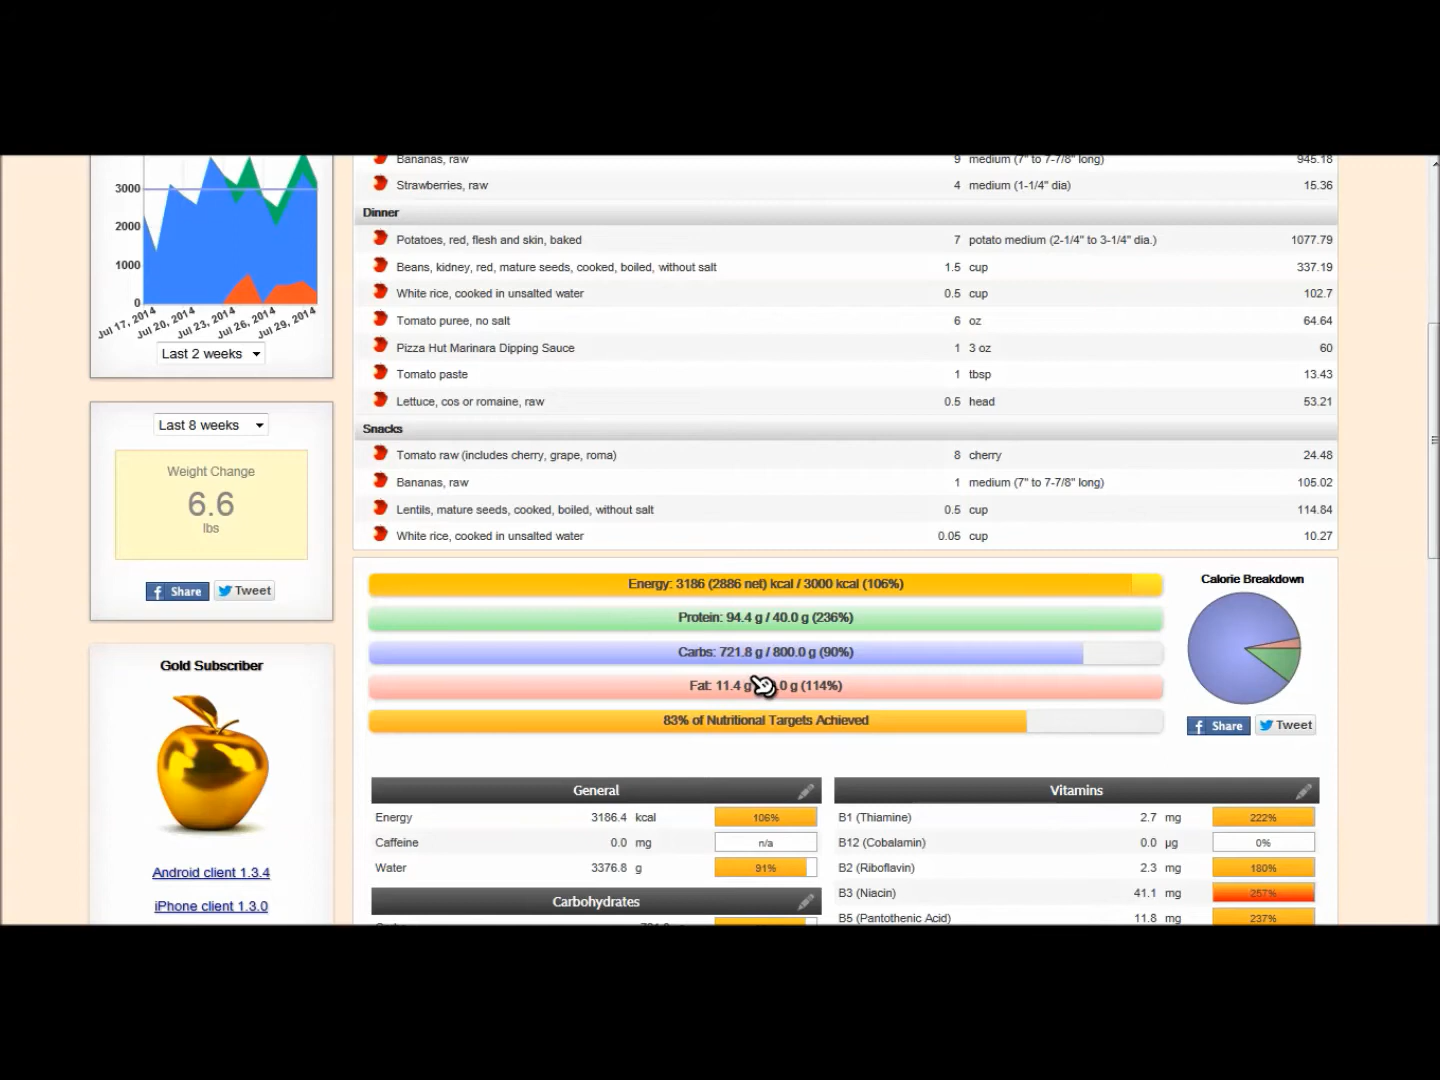 3000
2000
1000
0
Jul 17, 2014
Jul 20, 2014
Jul 23, 2014
Jul 26, 2014
Jul 29, 2014
Last 2 weeks
Last 8 weeks
Weight Change
6.6
lbs
Share Tweet
Gold Subscriber
Android client 1.3.4
iPhone client 1.3.0
Bananas, raw 9 medium (7" to 7-7/8" long) 945.18
Strawberries, raw 4 medium (1-1/4" dia) 15.36
Dinner
Potatoes, red, flesh and skin, baked 7 potato medium (2-1/4" to 3-1/4" dia.) 1077.79
Beans, kidney, red, mature seeds, cooked, boiled, without salt 1.5 cup 337.19
White rice, cooked in unsalted water 0.5 cup 102.7
Tomato puree, no salt 6 oz 64.64
Pizza Hut Marinara Dipping Sauce 1 3 oz 60
Tomato paste 1 tbsp 13.43
Lettuce, cos or romaine, raw 0.5 head 53.21
Snacks
Tomato raw (includes cherry, grape, roma) 8 cherry 24.48
Bananas, raw 1 medium (7" to 7-7/8" long) 105.02
Lentils, mature seeds, cooked, boiled, without salt 0.5 cup 114.84
White rice, cooked in unsalted water 0.05 cup 10.27
Energy: 3186 (2886 net) kcal / 3000 kcal (106%)
Protein: 94.4 g / 40.0 g (236%)
Carbs: 721.8 g / 800.0 g (90%)
Fat: 11.4 g .0 g (114%)
83% of Nutritional Targets Achieved
Calorie Breakdown
Share Tweet
General
Energy 3186.4 kcal 106%
Caffeine 0.0 mg n/a
Water 3376.8 g 91%
Carbohydrates
Vitamins
B1 (Thiamine) 2.7 mg 222%
B12 (Cobalamin) 0.0 µg 0%
B2 (Riboflavin) 2.3 mg 180%
B3 (Niacin) 41.1 mg 257%
B5 (Pantothenic Acid) 11.8 mg 237%